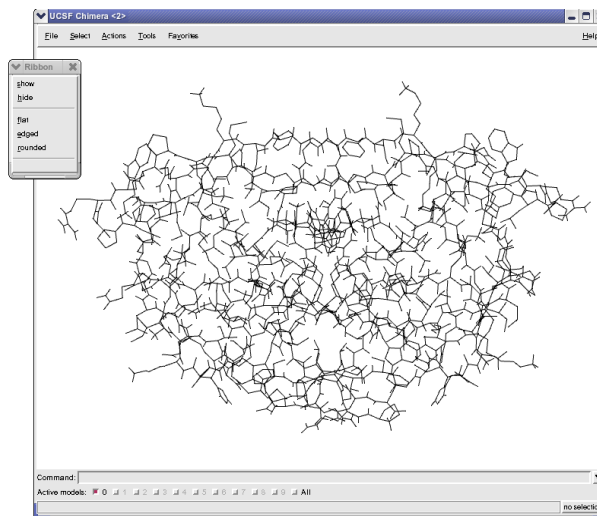 UCSF Chimera <2>
File Select Actions Tools Favorites Help
Ribbon
show
hide
flat
edged
rounded
Command:
Active models: 0 1 2 3 4 5 6 7 8 9 All
no selectio